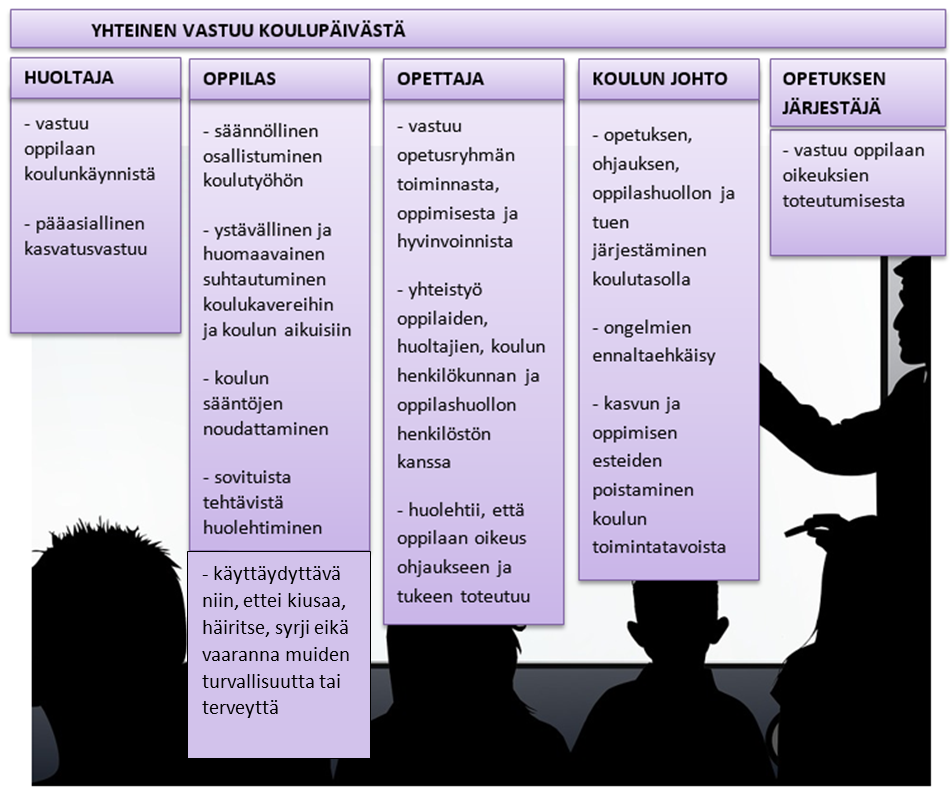 YHTEINEN VASTUU KOULUPÄIVÄSTÄ
HUOLTAJA
- vastuu
oppilaan
koulunkäynnistä
- pääasiallinen
kasvatusvastuu
OPPILAS
- säännöllinen
osallistuminen
koulutyöhön
- ystävällinen ja
huomaavainen
suhtautuminen
koulukavereihin
ja koulun aikuisiin
- koulun
sääntöjen
noudattaminen
- sovituista
tehtävistä
huolehtiminen
- käyttäydyttävä
niin, ettei kiusaa,
häiritse, syrji eikä
vaaranna muiden
turvallisuutta tai
terveyttä
OPETTAJA
- vastuu
opetusryhmän
toiminnasta,
oppimisesta ja
hyvinvoinnista
- yhteistyö
oppilaiden,
huoltajien, koulun
henkilökunnan ja
oppilashuollon
henkilöstön
kanssa
- huolehtii, että
oppilaan oikeus
ohjaukseen ja
tukeen toteutuu
KOULUN JOHTO
- opetuksen,
ohjauksen,
oppilashuollon ja
tuen
järjestäminen
koulutasolla
- ongelmien
ennaltaehkäisy
- kasvun ja
oppimisen
esteiden
poistaminen
koulun
toimintatavoista
OPETUKSEN
JÄRJESTÄJÄ
- vastuu oppilaan
oikeuksien
toteutumisesta